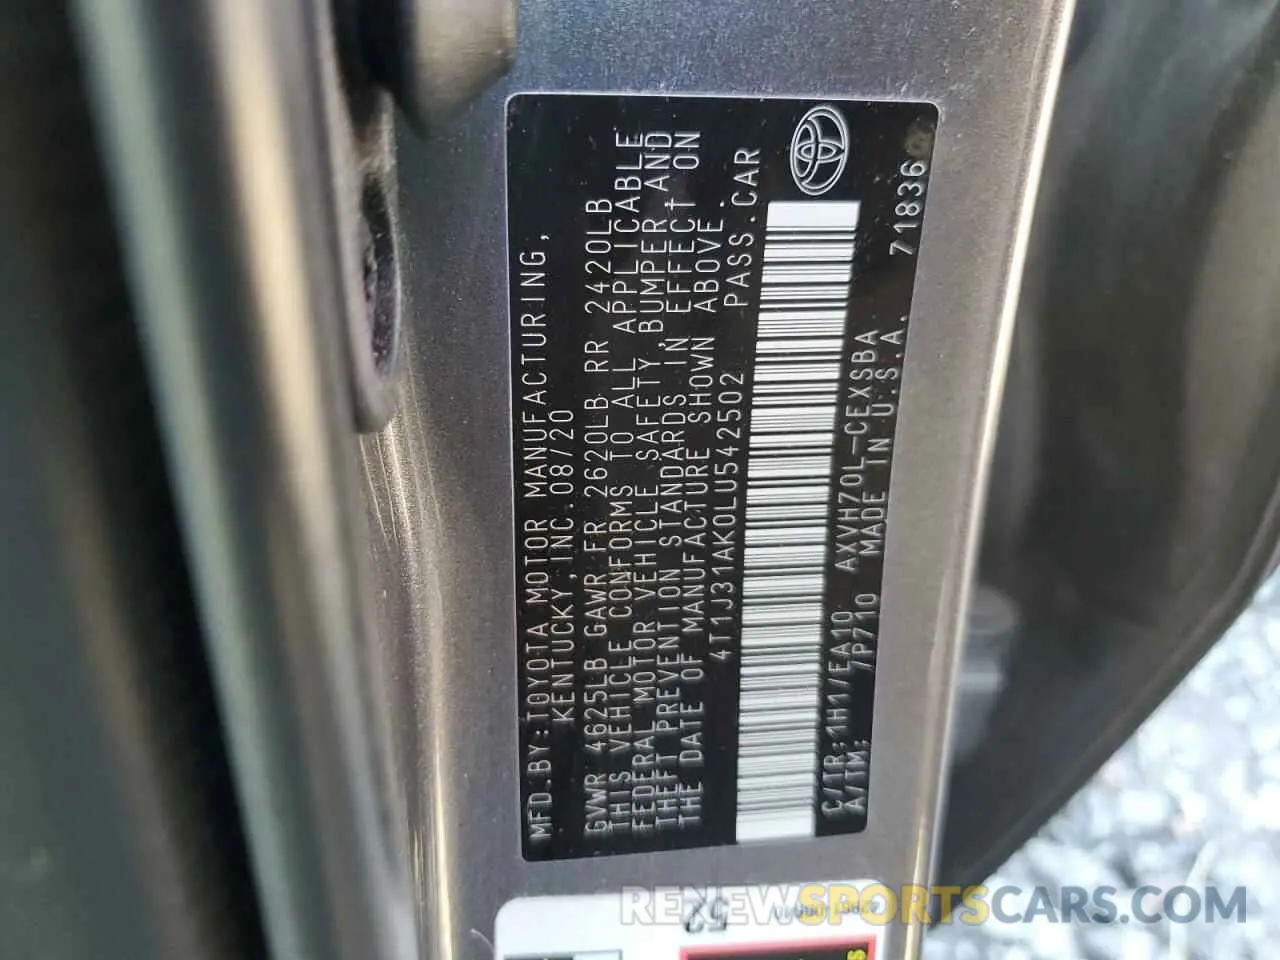 MFD.BY:TOYOTA MOTOR MANUFACTURING,
KENTUCKY,INC.08/20
GVWR 4625LB GAWR FR 2620LB RR 2420LB
THIS VEHICLE CONFORMS TO ALL APPLICABLE
FEDERAL MOTOR VEHICLE SAFETY,BUMPER,AND
THEFT PREVENTION STANDARDS IN EFFECT ON
THE DATE OF MANUFACTURE SHOWN ABOVE.
4T1J31AK0LU542502 PASS.CAR
C/TR:1H1/EA10 AXVH70L-CEXSBA
A/TM: /P710 MADE IN U.S.A. 71836
52
RENEWSPORTSCARS.COM